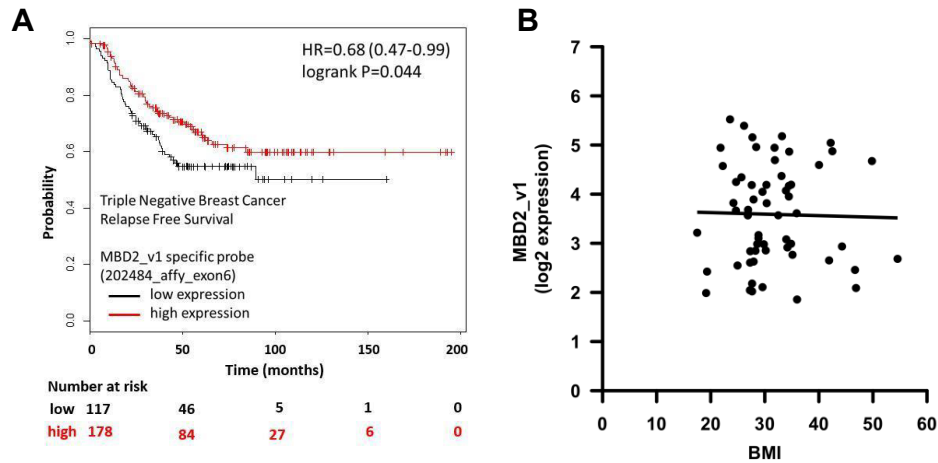 A
HR=0.68 (0.47-0.99)
logrank P=0.044
Probability
1.0
0.8
0.6
0.4
0.2
0.0
Triple Negative Breast Cancer
Relapse Free Survival
MBD2_v1 specific probe
(202484_affy_exon6)
low expression
high expression
0 50 100 150 200
Time (months)
Number at risk
low 117 46 5 1 0
high 178 84 27 6 0
B
MBD2_v1
(log2 expression)
7
6
5
4
3
2
1
0
0 10 20 30 40 50 60
BMI